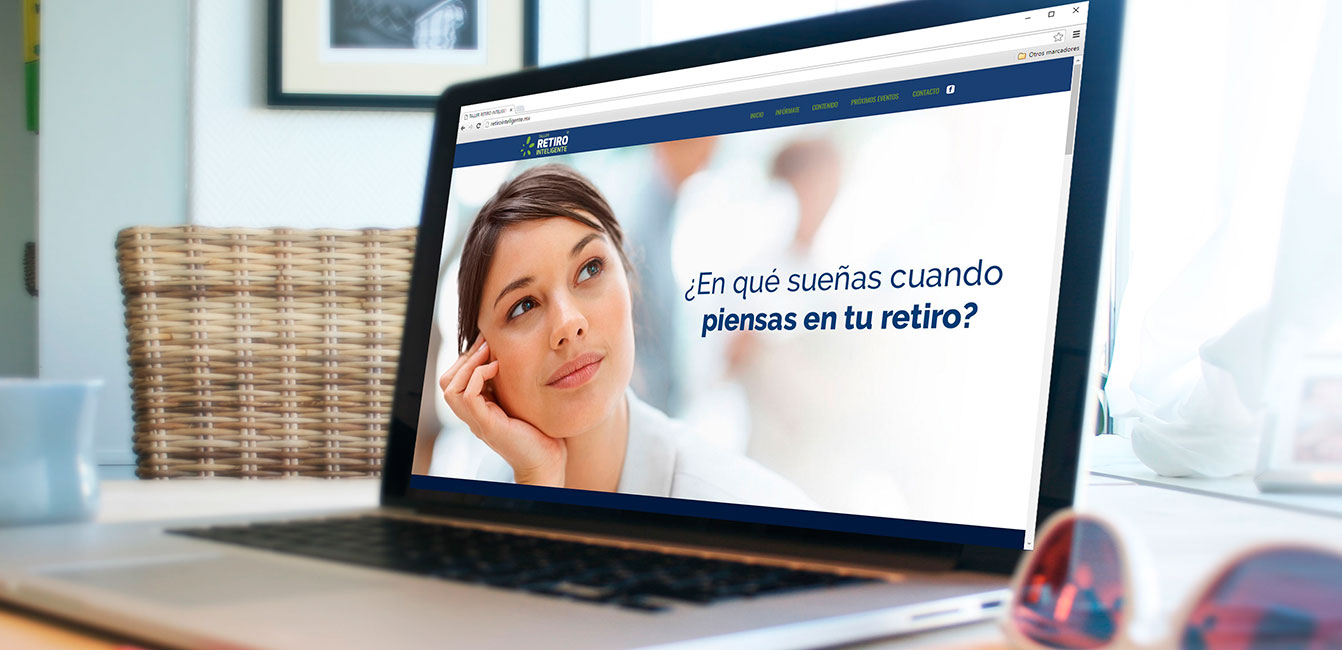 TALLER RETIRO INTELIGE
retirointeligente.mx
Otros marcadores
TALLER
RETIRO
INTELIGENTE
INICIO INFÓRMATE CONTENIDO PRÓXIMOS EVENTOS CONTACTO f
¿En qué sueñas cuando
piensas en tu retiro?